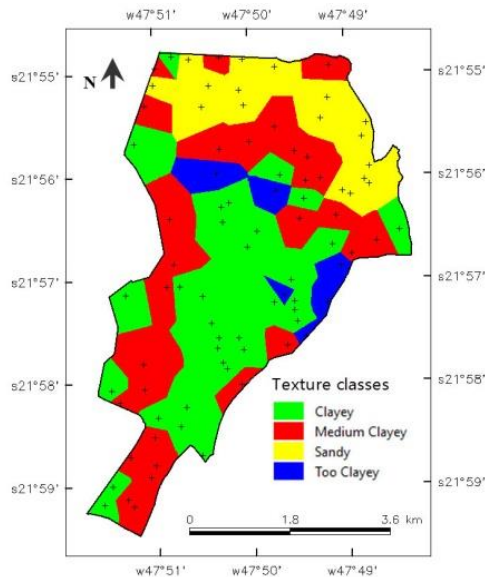 w47°51' w47°50' w47°49'
s21°55' s21°55'
N
s21°56' s21°56'
s21°57' s21°57'
s21°58' s21°58'
Texture classes
Clayey
Medium Clayey
Sandy
Too Clayey
s21°59' s21°59'
0 1.8 3.6 km
w47°51' w47°50' w47°49'